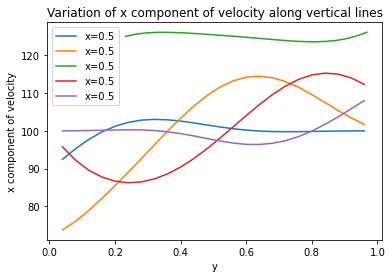 Variation of x component of velocity along vertical lines
x=0.5
x=0.5
x=0.5
x=0.5
x=0.5
x component of velocity
120
110
100
90
80
0.0 0.2 0.4 0.6 0.8 1.0
y